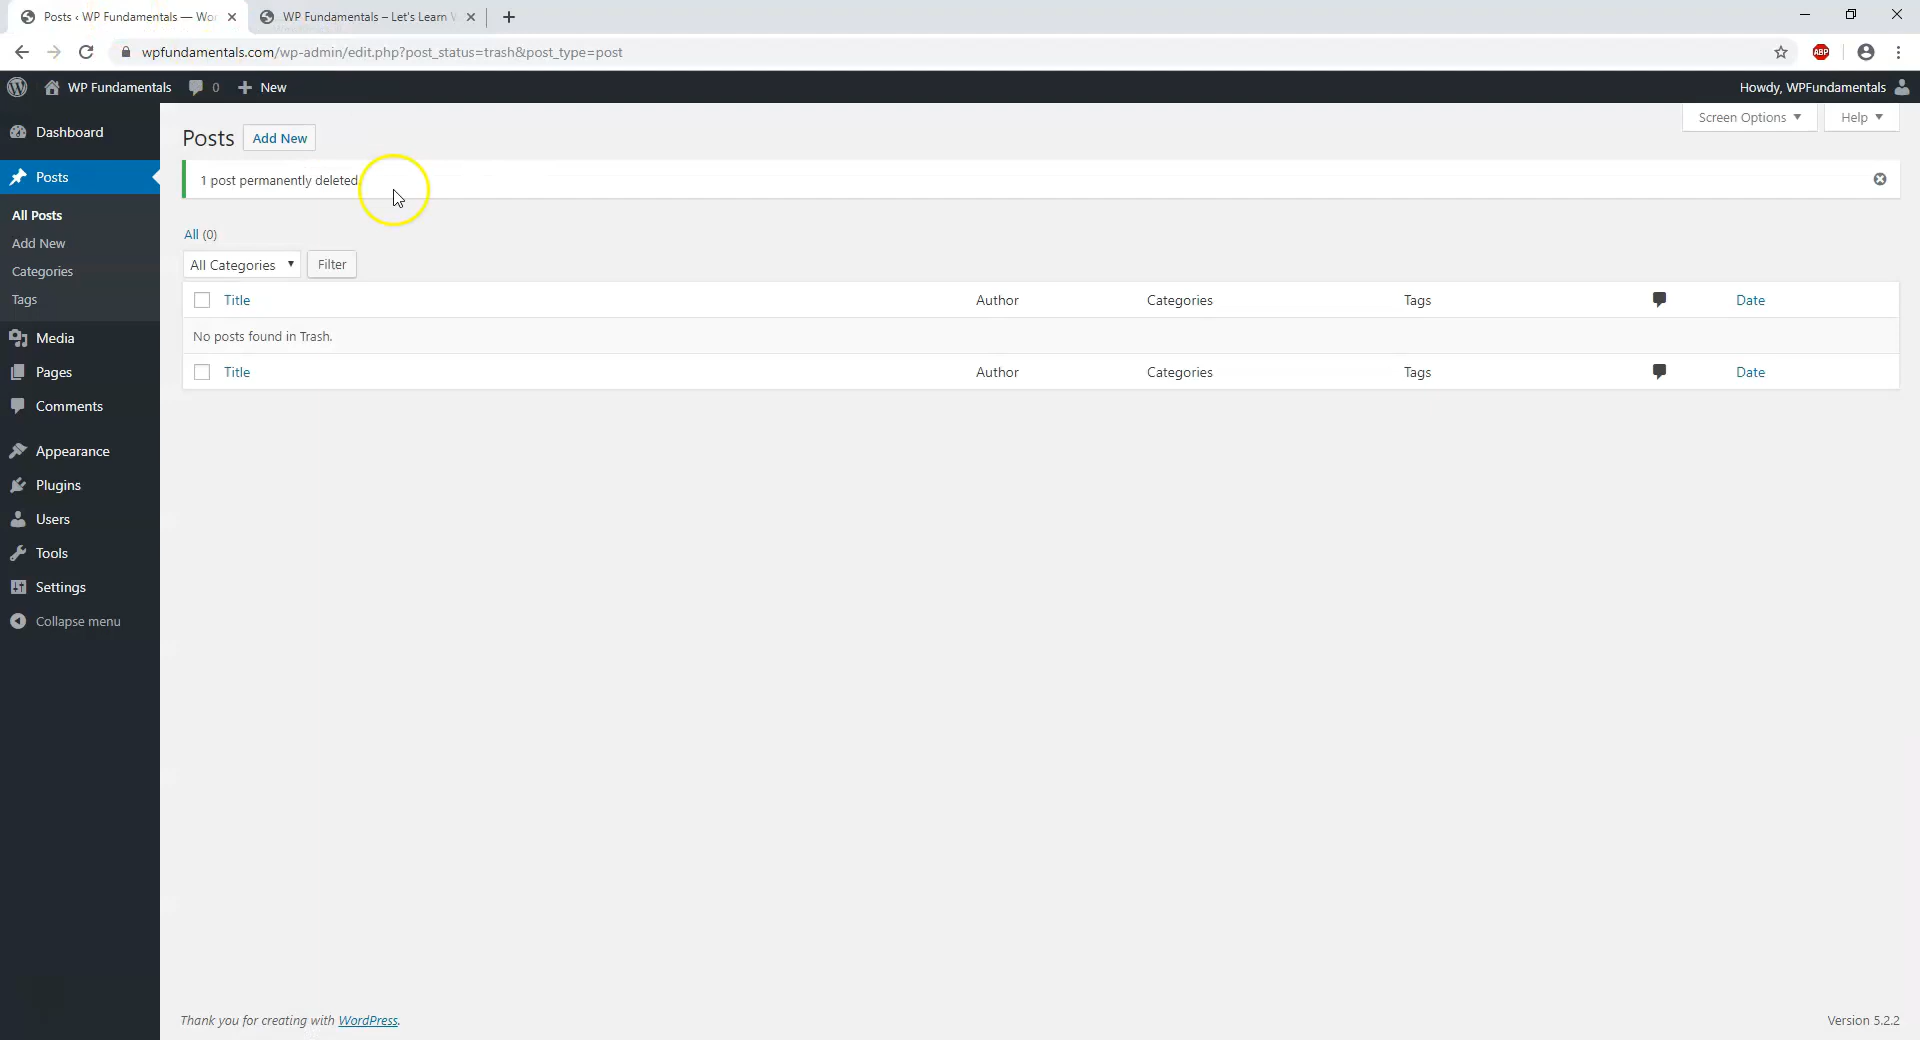 Posts ‹ WP Fundamentals — Wor
WP Fundamentals – Let's Learn
wpfundamentals.com/wp-admin/edit.php?post_status=trash&post_type=post
ABP
WP Fundamentals
0
New
Howdy, WPFundamentals
Dashboard
Posts
All Posts
Add New
Categories
Tags
Media
Pages
Comments
Appearance
Plugins
Users
Tools
Settings
Collapse menu
Screen Options
Help
Posts
Add New
1 post permanently deleted
All (0)
All Categories
Filter
Title Author Categories Tags Date
No posts found in Trash.
Title Author Categories Tags Date
Thank you for creating with WordPress.
Version 5.2.2